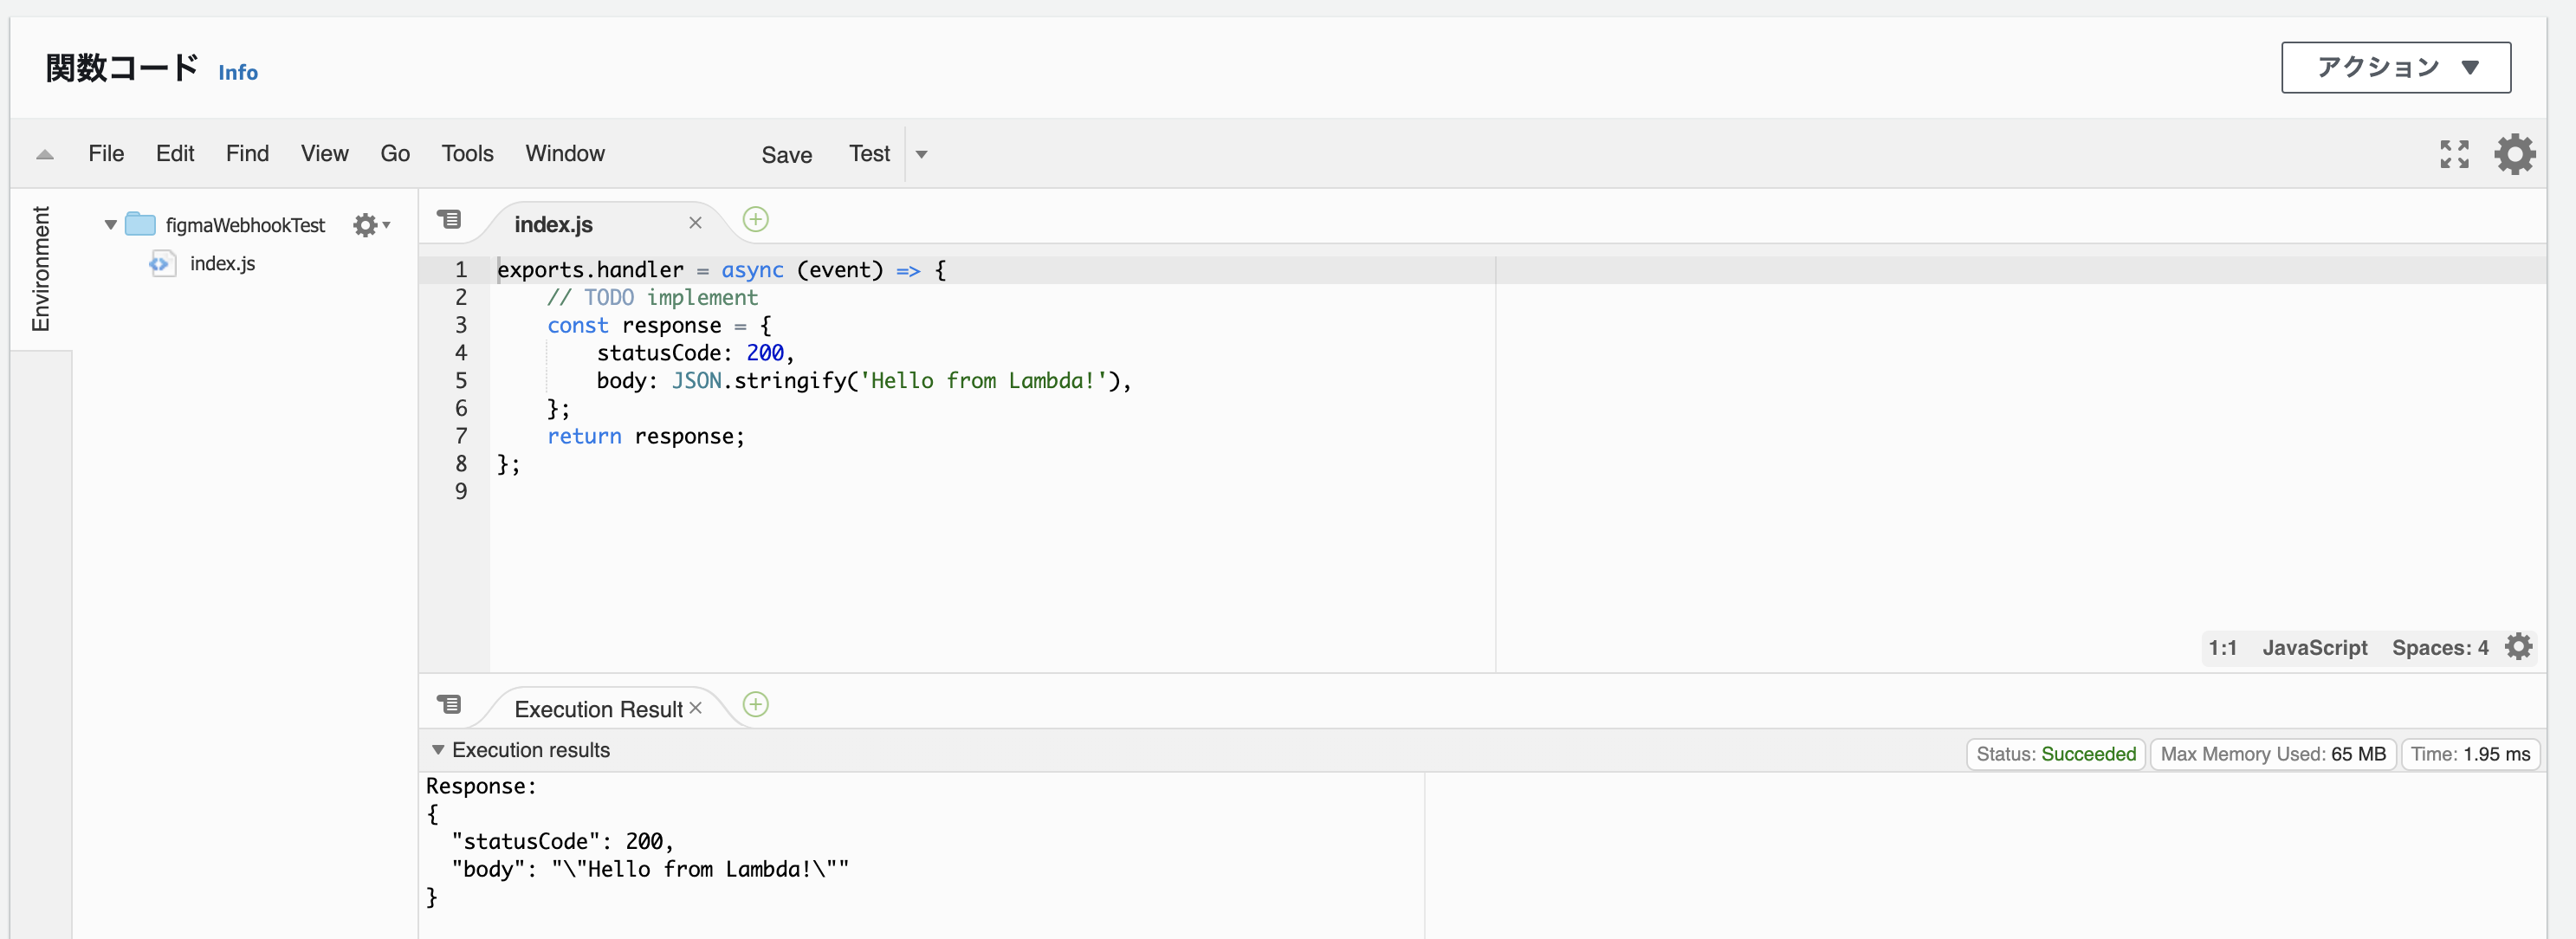 関数コード Info
アクション
File Edit Find View Go Tools Window Save Test
Environment
figmaWebhookTest
index.js
index.js
1 exports.handler = async (event) => {
2     // TODO implement
3     const response = {
4         statusCode: 200,
5         body: JSON.stringify('Hello from Lambda!'),
6     };
7     return response;
8 };
9
1:1 JavaScript Spaces: 4
Execution Result
Execution results
Status: Succeeded Max Memory Used: 65 MB Time: 1.95 ms
Response:
{
  "statusCode": 200,
  "body": "\"Hello from Lambda!\""
}